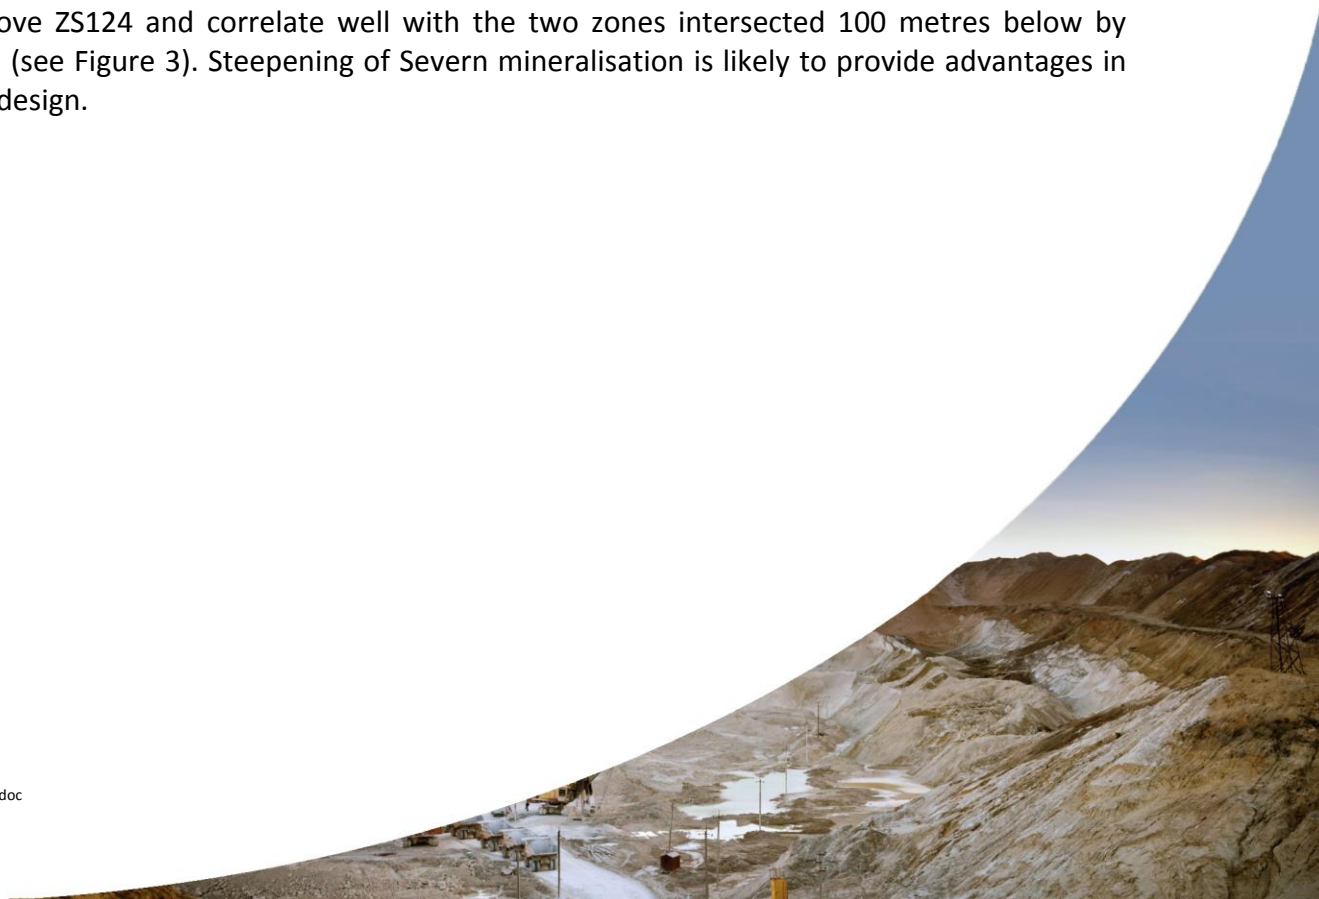 ove ZS124 and correlate well with the two zones intersected 100 metres below by
(see Figure 3). Steepening of Severn mineralisation is likely to provide advantages in
design.
doc